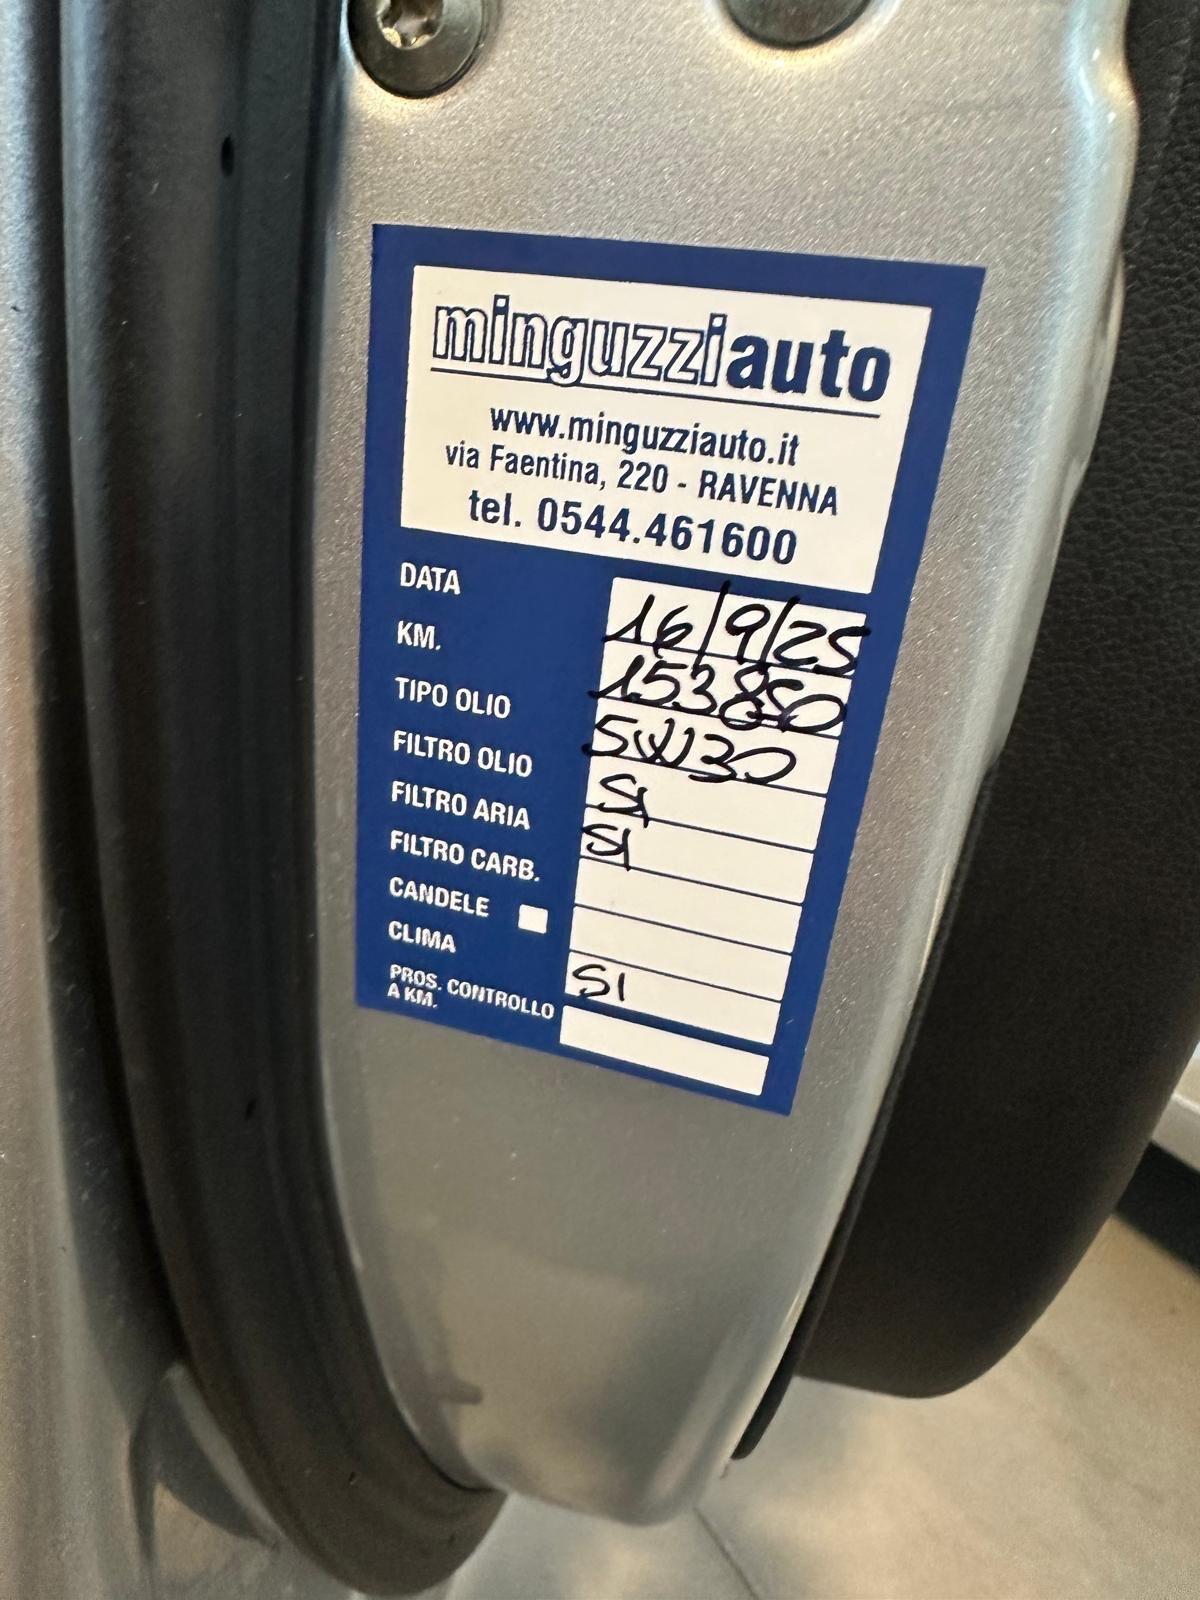 minguzziauto
www.minguzziauto.it
via Faentina, 220 - RAVENNA
tel. 0544.461600
DATA 16/9/25
KM. 153850
TIPO OLIO 5W30
FILTRO OLIO SI
FILTRO ARIA SI
FILTRO CARB.
CANDELE
CLIMA SI
PROS. CONTROLLO
A KM.